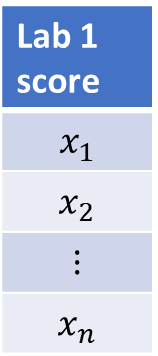 Lab 1
score
x₁
x₂
⋮
xₙ